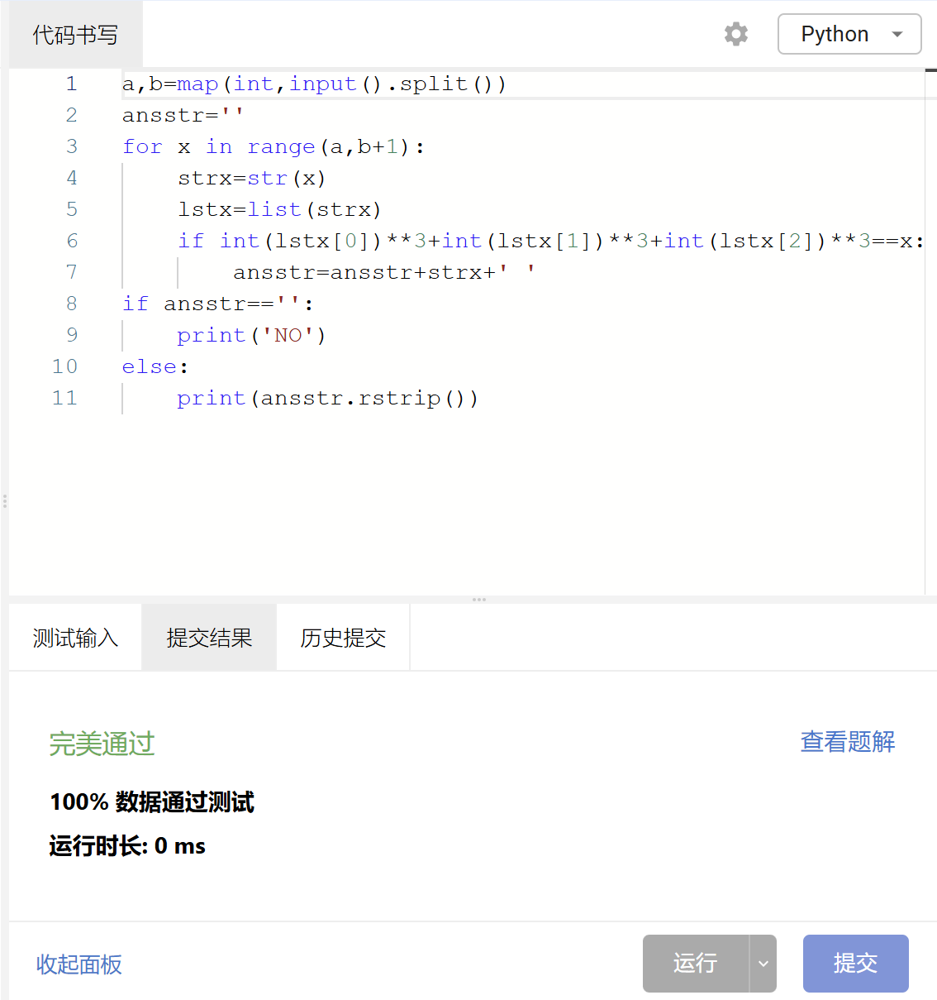 代码书写
Python
1 a,b=map(int,input().split())
2 ansstr=''
3 for x in range(a,b+1):
4     strx=str(x)
5     lstx=list(strx)
6     if int(lstx[0])**3+int(lstx[1])**3+int(lstx[2])**3==x:
7         ansstr=ansstr+strx+' '
8 if ansstr=='':
9     print('NO')
10 else:
11     print(ansstr.rstrip())
测试输入 提交结果 历史提交
完美通过 查看题解
100% 数据通过测试
运行时长: 0 ms
收起面板 运行 提交